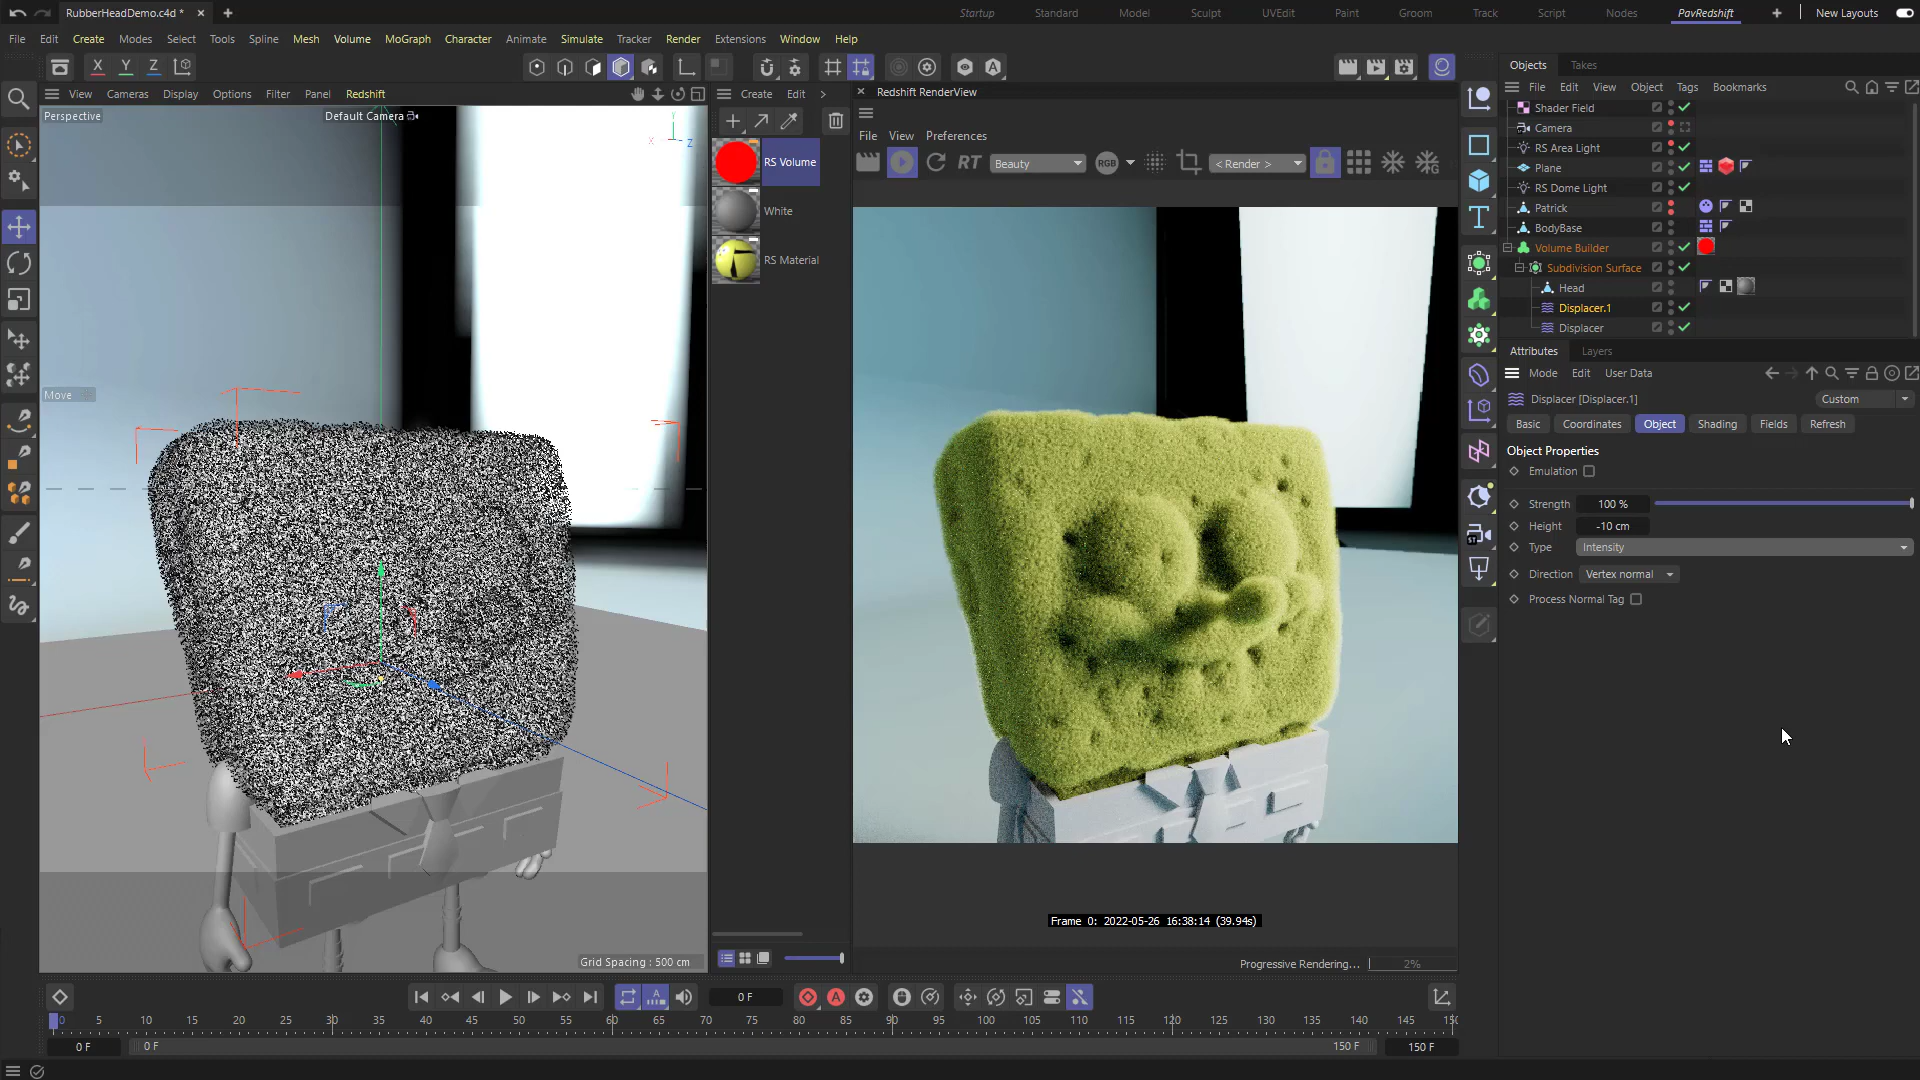 RubberHeadDemo.c4d *
Startup Standard Model Sculpt UVEdit Paint Groom Track Script Nodes PavRedshift New Layouts
File Edit Create Modes Select Tools Spline Mesh Volume MoGraph Character Animate Simulate Tracker Render Extensions Window Help
X Y Z
View Cameras Display Options Filter Panel Redshift
Perspective
Default Camera
Y
X
Z
Move
Grid Spacing : 500 cm
Create Edit
RS Volume
White
RS Material
Redshift RenderView
File View Preferences
RT Beauty RGB < Render >
Frame 0: 2022-05-26 16:38:14 (39.94s)
Progressive Rendering... 2%
Objects Takes
File Edit View Object Tags Bookmarks
Shader Field
Camera
RS Area Light
Plane
RS Dome Light
Patrick
BodyBase
Volume Builder
Subdivision Surface
Head
Displacer.1
Displacer
Attributes Layers
Mode Edit User Data
Displacer [Displacer.1] Custom
Basic Coordinates Object Shading Fields Refresh
Object Properties
Emulation
Strength 100 %
Height -10 cm
Type Intensity
Direction Vertex normal
Process Normal Tag
0 F
0 5 10 15 20 25 30 35 40 45 50 55 60 65 70 75 80 85 90 95 100 105 110 115 120 125 130 135 140 145 150
0 F 0 F 150 F 150 F